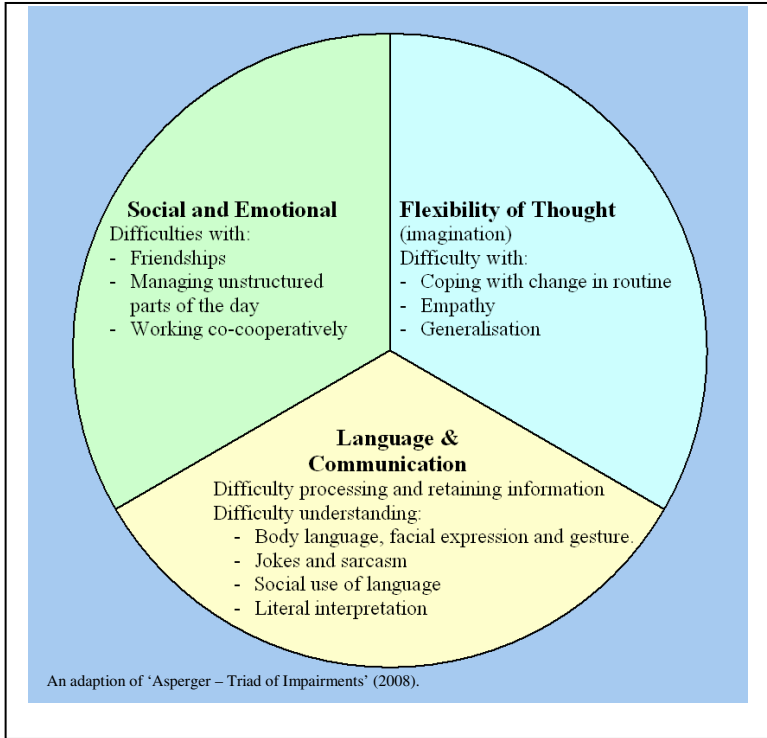 Social and Emotional
Difficulties with:
- Friendships
- Managing unstructured
parts of the day
- Working co-cooperatively
Flexibility of Thought
(imagination)
Difficulty with:
- Coping with change in routine
- Empathy
- Generalisation
Language &
Communication
Difficulty processing and retaining information
Difficulty understanding:
- Body language, facial expression and gesture.
- Jokes and sarcasm
- Social use of language
- Literal interpretation
An adaption of ‘Asperger – Triad of Impairments’ (2008).